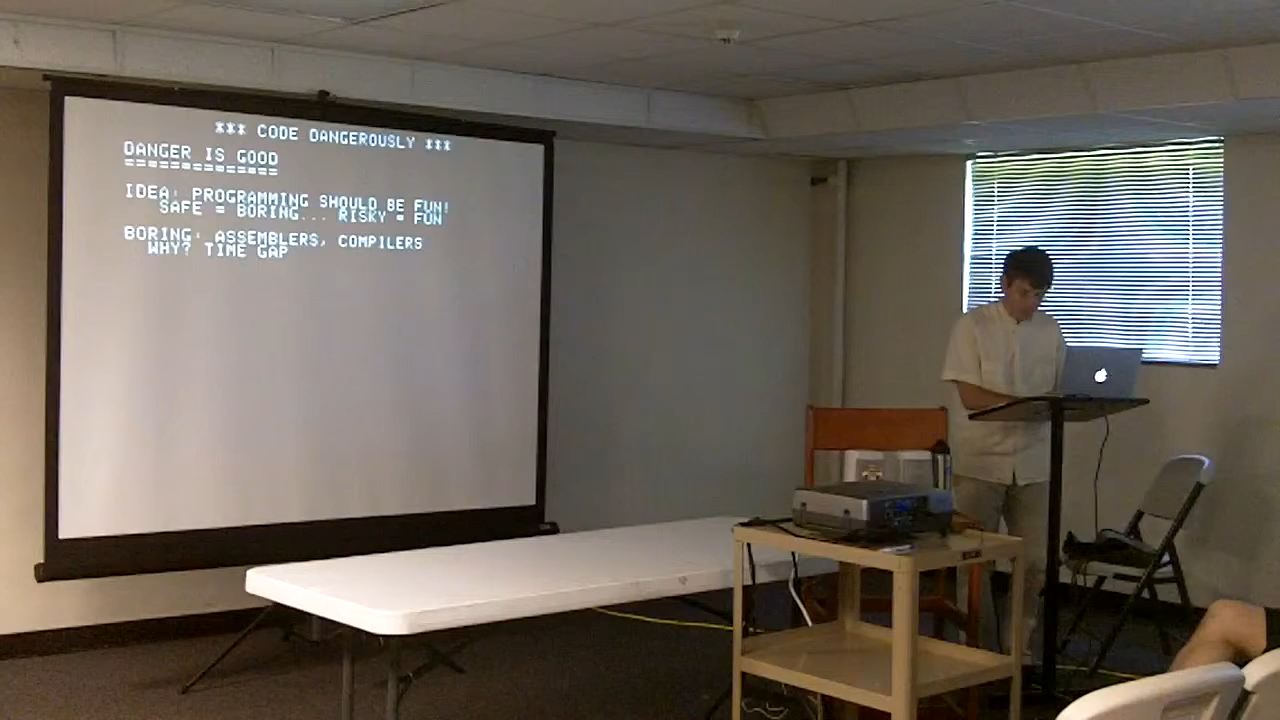 *** CODE DANGEROUSLY ***
DANGER IS GOOD
==============
IDEA: PROGRAMMING SHOULD BE FUN!
SAFE = BORING... RISKY = FUN
BORING: ASSEMBLERS, COMPILERS
WHY? TIME GAP